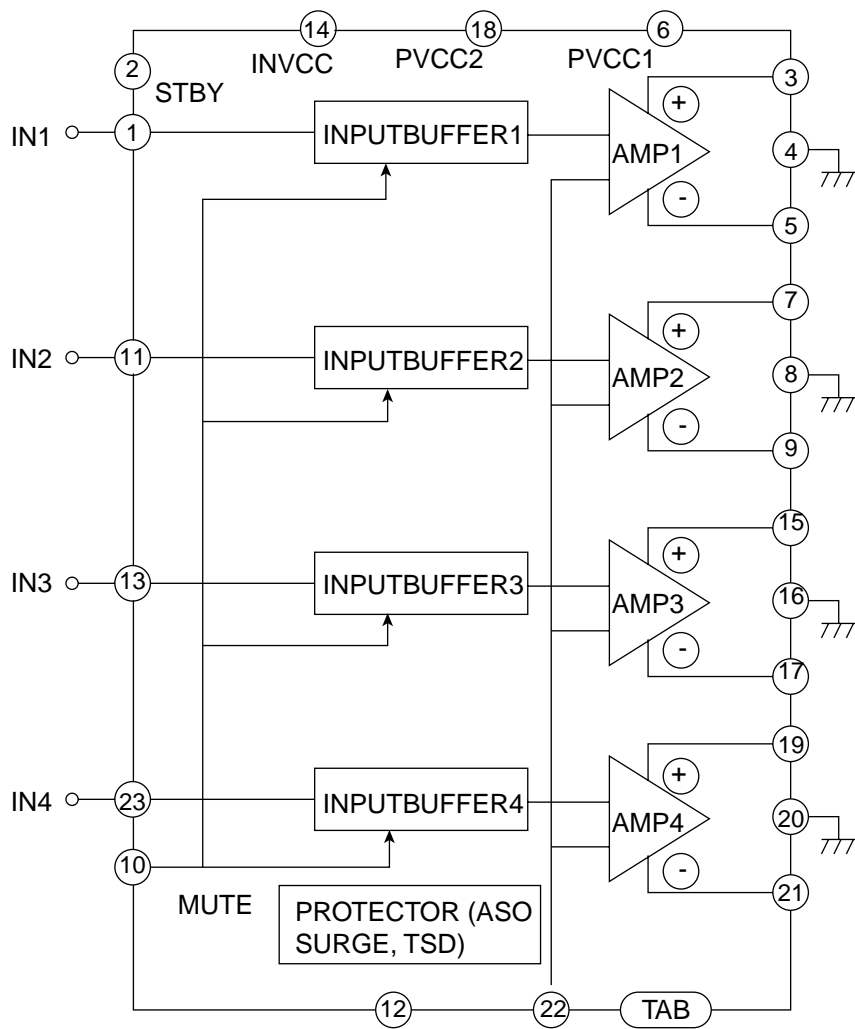 14
18
6
2
INVCC
PVCC2
PVCC1
STBY
3
+
IN1
1
INPUTBUFFER1
AMP1
4
-
5
7
+
IN2
11
INPUTBUFFER2
AMP2
8
-
9
15
+
IN3
13
INPUTBUFFER3
AMP3
16
-
17
19
+
IN4
23
INPUTBUFFER4
AMP4
20
10
-
21
MUTE
PROTECTOR (ASO
SURGE, TSD)
12
22
TAB